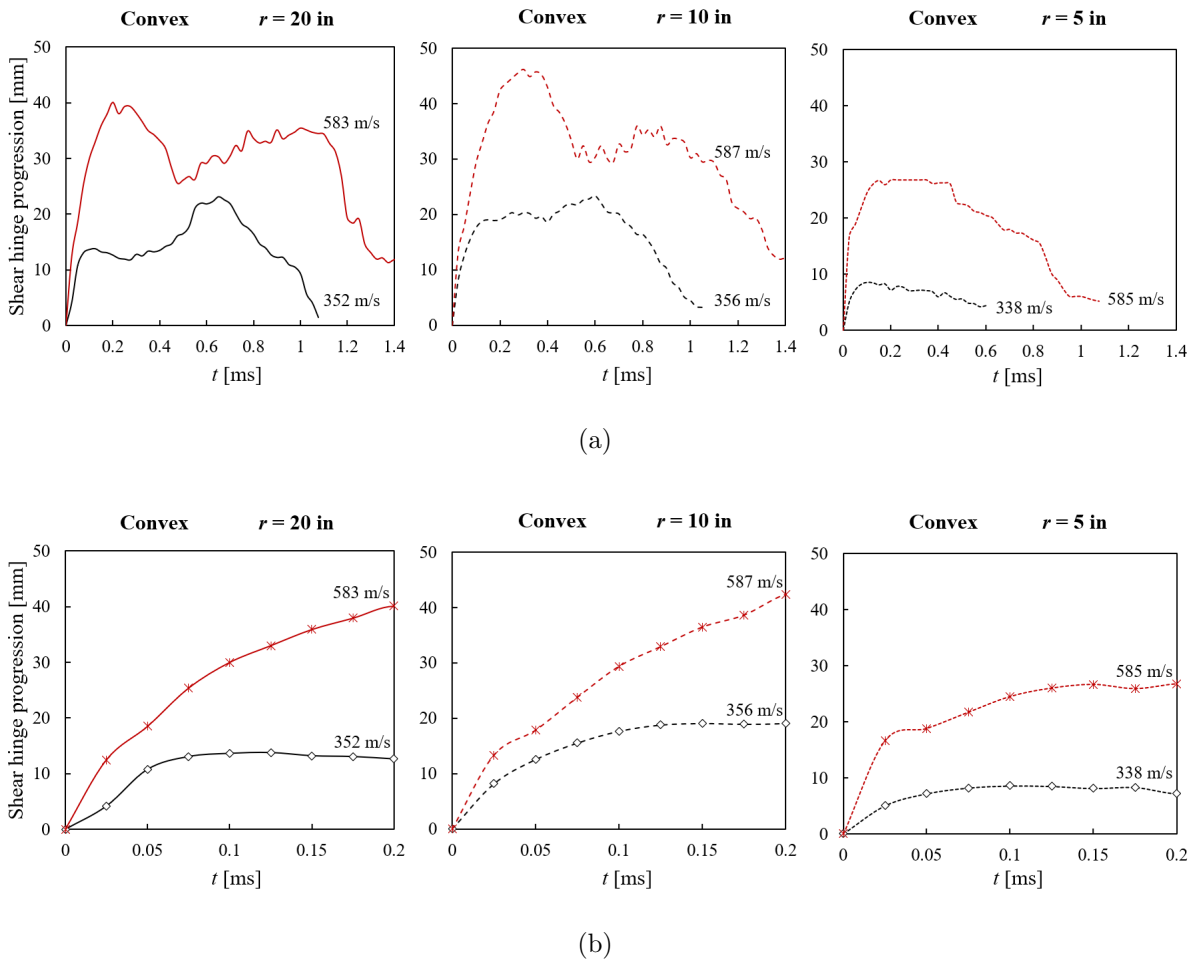 Convex r = 20 in
Convex r = 10 in
Convex r = 5 in
Shear hinge progression [mm]
50
40
30
20
10
0
583 m/s
352 m/s
0 0.2 0.4 0.6 0.8 1 1.2 1.4
t [ms]
50
40
30
20
10
0
587 m/s
356 m/s
0 0.2 0.4 0.6 0.8 1 1.2 1.4
t [ms]
50
40
30
20
10
0
338 m/s
585 m/s
0 0.2 0.4 0.6 0.8 1 1.2 1.4
t [ms]
(a)
Convex r = 20 in
Convex r = 10 in
Convex r = 5 in
Shear hinge progression [mm]
50
40
30
20
10
0
583 m/s
352 m/s
0 0.05 0.1 0.15 0.2
t [ms]
50
40
30
20
10
0
587 m/s
356 m/s
0 0.05 0.1 0.15 0.2
t [ms]
50
40
30
20
10
0
585 m/s
338 m/s
0 0.05 0.1 0.15 0.2
t [ms]
(b)